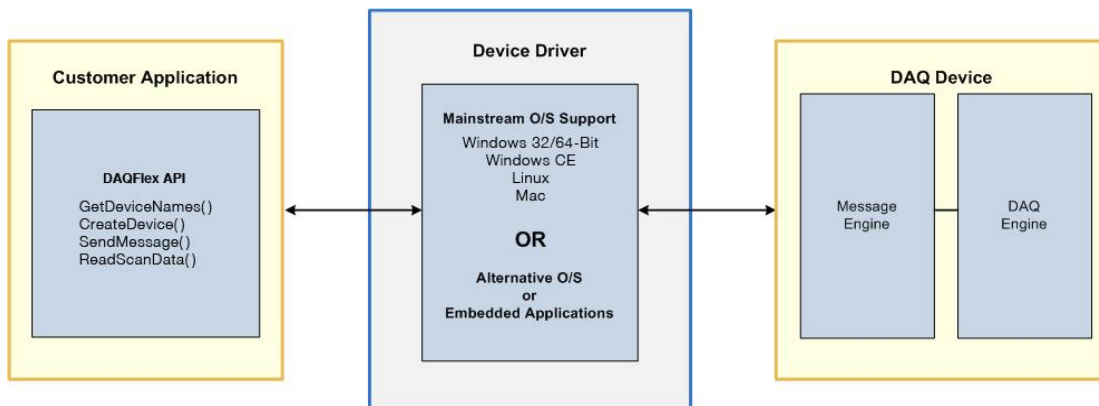 Customer Application
DAQFlex API
GetDeviceNames()
CreateDevice()
SendMessage()
ReadScanData()
Device Driver
Mainstream O/S Support
Windows 32/64-Bit
Windows CE
Linux
Mac
OR
Alternative O/S
or
Embedded Applications
DAQ Device
Message
Engine
DAQ
Engine